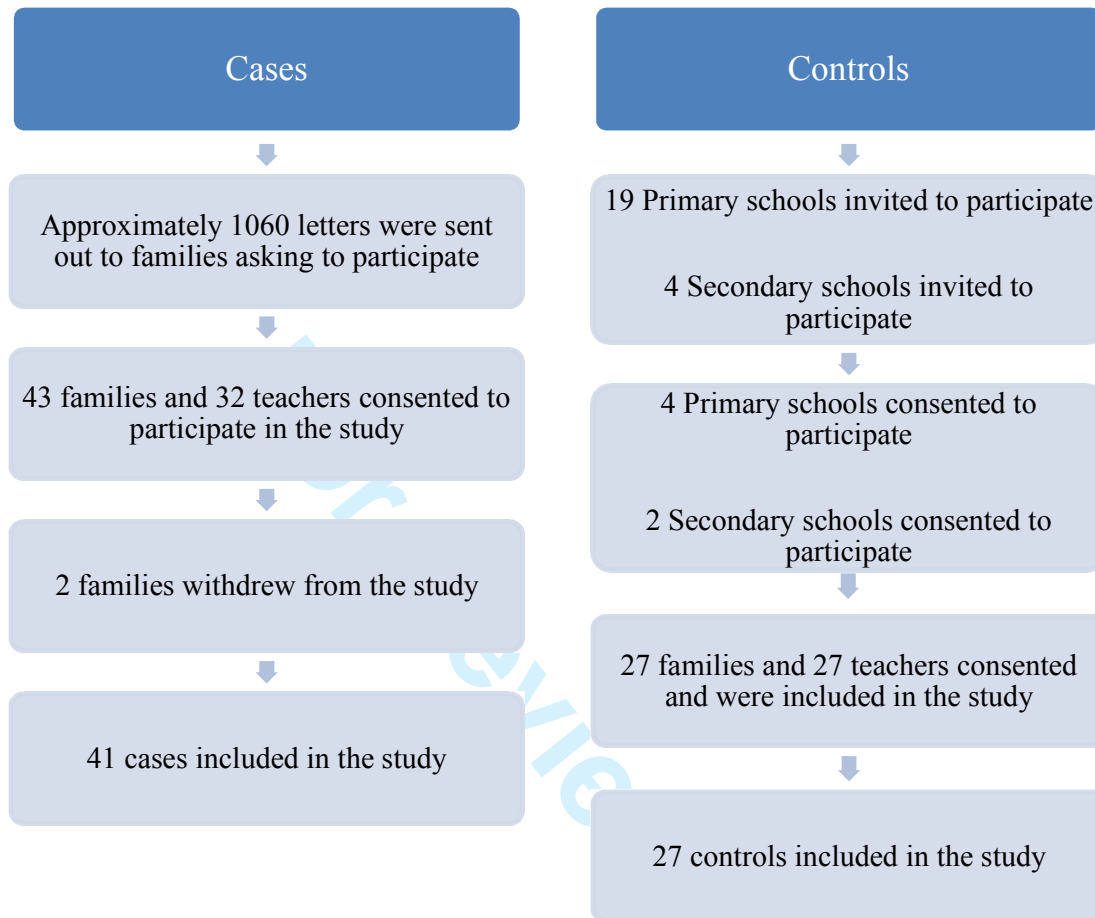 Cases
Approximately 1060 letters were sent
out to families asking to participate
43 families and 32 teachers consented to
participate in the study
2 families withdrew from the study
41 cases included in the study
Controls
19 Primary schools invited to participate
4 Secondary schools invited to
participate
4 Primary schools consented to
participate
2 Secondary schools consented to
participate
27 families and 27 teachers consented
and were included in the study
27 controls included in the study